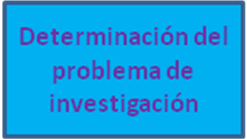 Determinación del
problema de
investigación